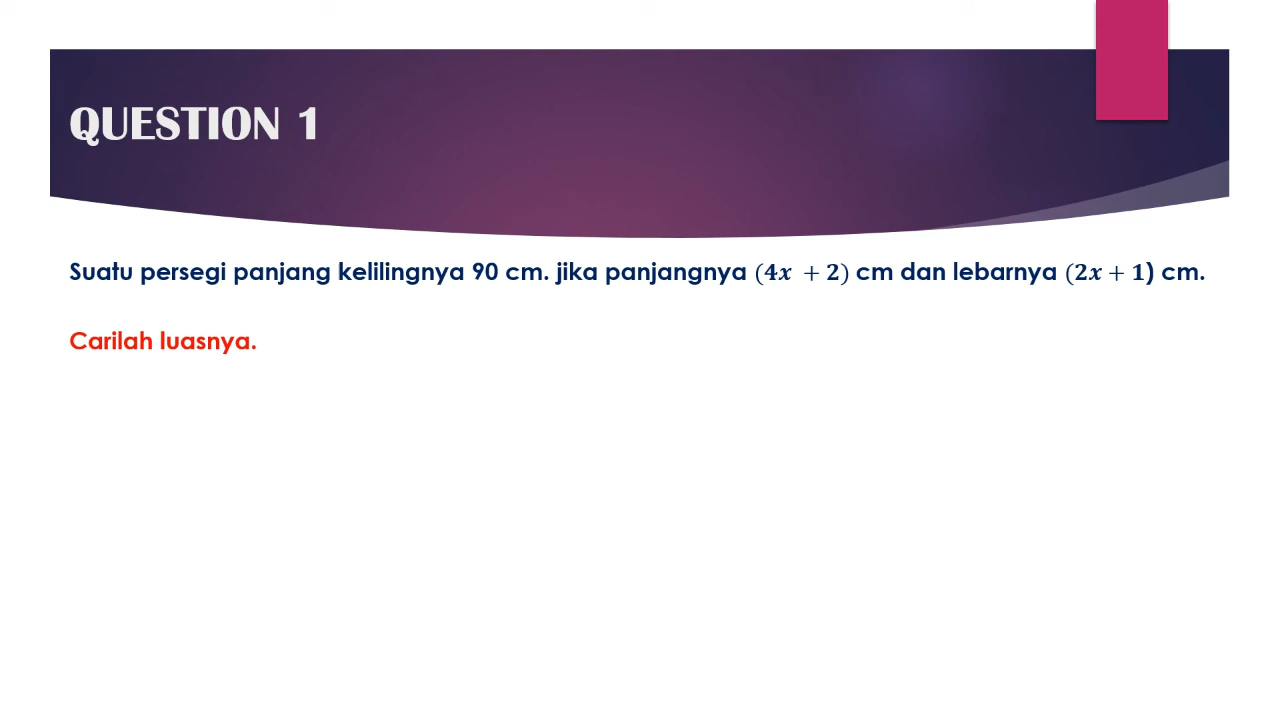 QUESTION 1
Suatu persegi panjang kelilingnya 90 cm. jika panjangnya (4x + 2) cm dan lebarnya (2x + 1) cm.
Carilah luasnya.